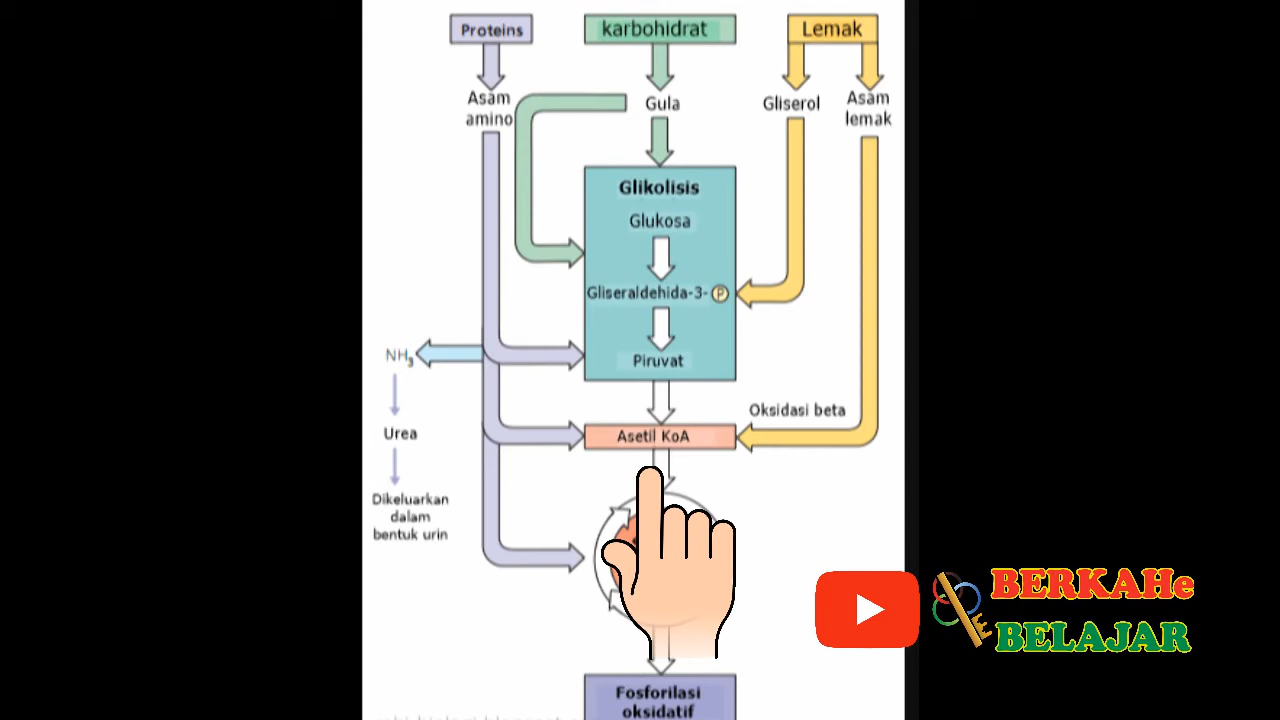 Proteins
karbohidrat
Lemak
Asam
amino
Gula
Gliserol
Asam
lemak
Glikolisis
Glukosa
Gliseraldehida-3- P
Piruvat
NH3
Urea
Dikeluarkan
dalam
bentuk urin
Oksidasi beta
Asetil KoA
Fosforilasi
oksidatif
BERKAHe
BELAJAR